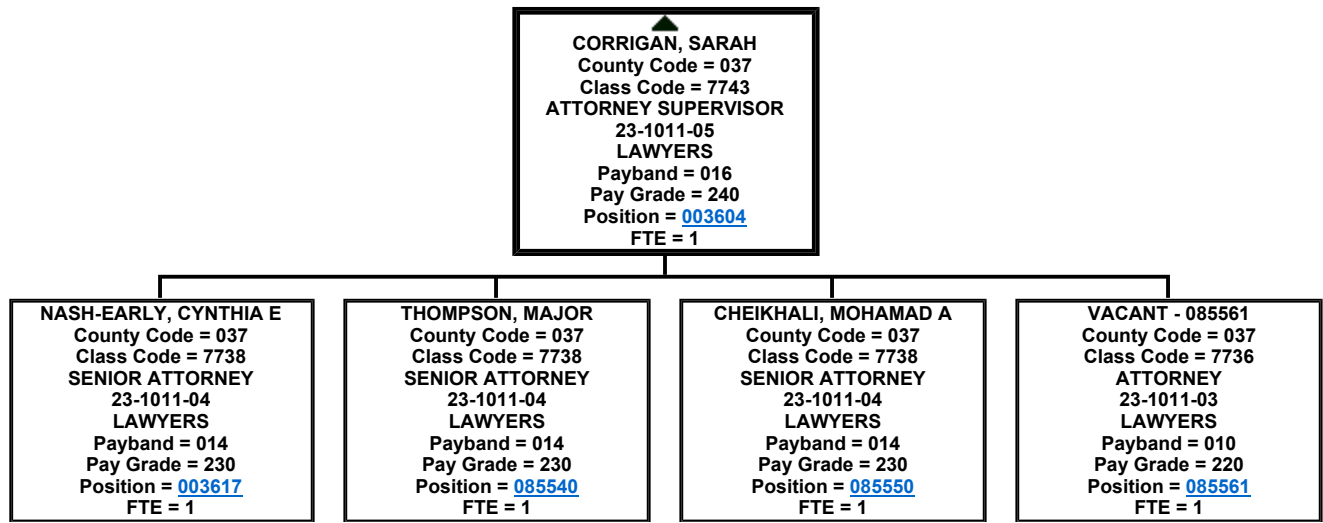 CORRIGAN, SARAH
County Code = 037
Class Code = 7743
ATTORNEY SUPERVISOR
23-1011-05
LAWYERS
Payband = 016
Pay Grade = 240
Position = 003604
FTE = 1
NASH-EARLY, CYNTHIA E
County Code = 037
Class Code = 7738
SENIOR ATTORNEY
23-1011-04
LAWYERS
Payband = 014
Pay Grade = 230
Position = 003617
FTE = 1
THOMPSON, MAJOR
County Code = 037
Class Code = 7738
SENIOR ATTORNEY
23-1011-04
LAWYERS
Payband = 014
Pay Grade = 230
Position = 085540
FTE = 1
CHEIKHALI, MOHAMAD A
County Code = 037
Class Code = 7738
SENIOR ATTORNEY
23-1011-04
LAWYERS
Payband = 014
Pay Grade = 230
Position = 085550
FTE = 1
VACANT - 085561
County Code = 037
Class Code = 7736
ATTORNEY
23-1011-03
LAWYERS
Payband = 010
Pay Grade = 220
Position = 085561
FTE = 1